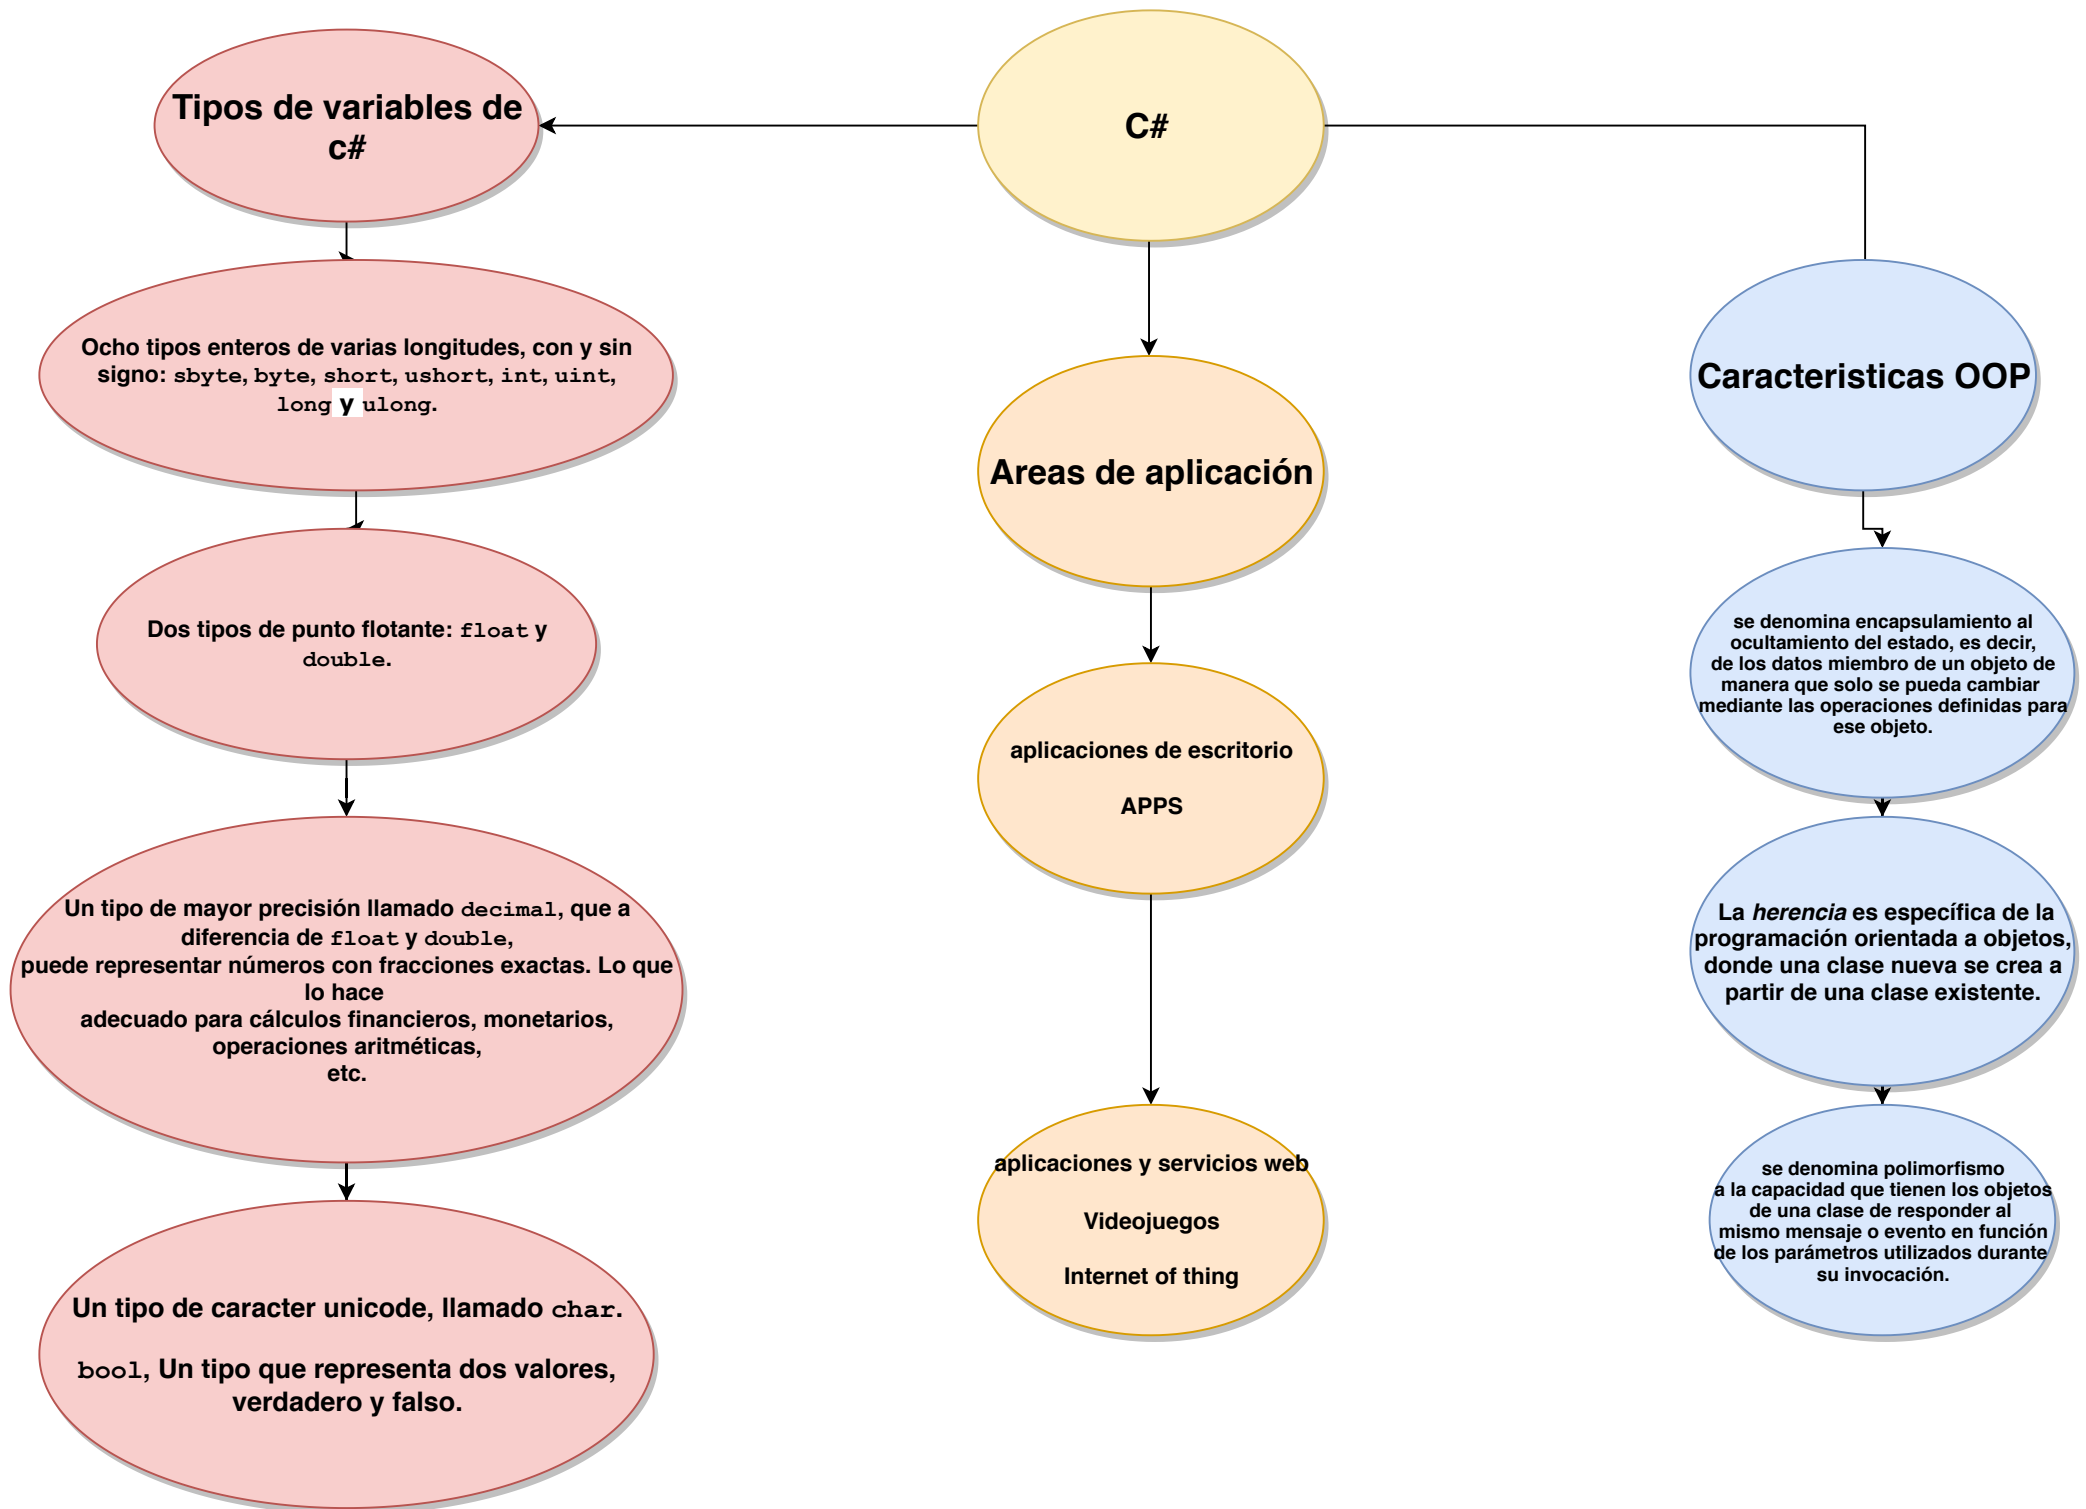 Tipos de variables de
c#
C#
Ocho tipos enteros de varias longitudes, con y sin
signo: sbyte, byte, short, ushort, int, uint,
long y ulong.
Dos tipos de punto flotante: float y
double.
Un tipo de mayor precisión llamado decimal, que a
diferencia de float y double,
puede representar números con fracciones exactas. Lo que
lo hace
adecuado para cálculos financieros, monetarios,
operaciones aritméticas,
etc.
Un tipo de caracter unicode, llamado char.
bool, Un tipo que representa dos valores,
verdadero y falso.
Areas de aplicación
aplicaciones de escritorio
APPS
aplicaciones y servicios web
Videojuegos
Internet of thing
Caracteristicas OOP
se denomina encapsulamiento al
ocultamiento del estado, es decir,
de los datos miembro de un objeto de
manera que solo se pueda cambiar
mediante las operaciones definidas para
ese objeto.
La herencia es específica de la
programación orientada a objetos,
donde una clase nueva se crea a
partir de una clase existente.
se denomina polimorfismo
a la capacidad que tienen los objetos
de una clase de responder al
mismo mensaje o evento en función
de los parámetros utilizados durante
su invocación.